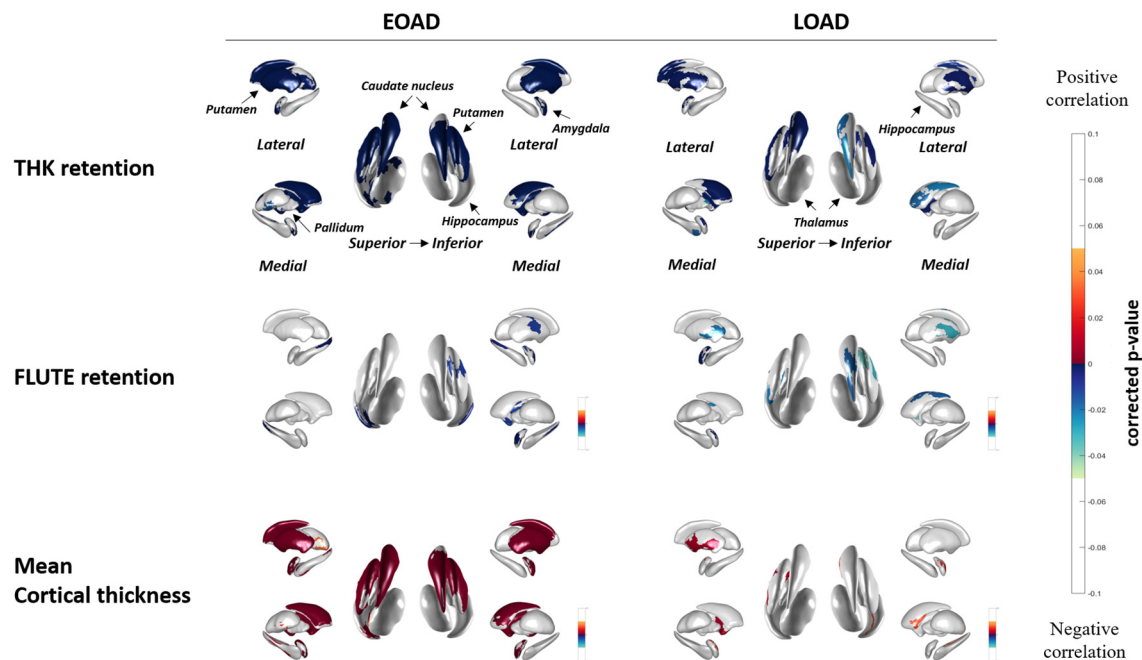 EOAD
LOAD
THK retention
Putamen
Caudate nucleus
Putamen
Amygdala
Lateral
Lateral
Pallidum
Hippocampus
Superior → Inferior
Medial
Medial
Hippocampus
Lateral
Lateral
Thalamus
Superior → Inferior
Medial
Medial
FLUTE retention
Mean
Cortical thickness
Positive
correlation
0.1
0.08
0.06
0.04
0.02
0
-0.02
-0.04
-0.06
-0.08
-0.1
corrected p-value
Negative
correlation